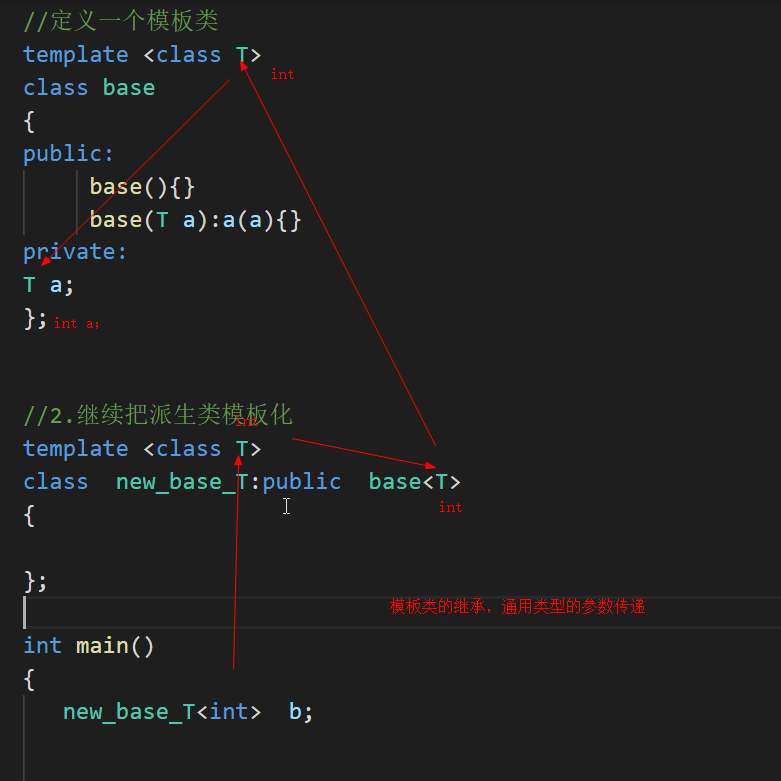 //定义一个模板类
template <class T>
int
class base
{
public:
base(){}
base(T a):a(a){}
private:
T a;
};
int a;
//2.继续把派生类模板化
int
template <class T>
class  new_base_T:public  base<T>
int
{
};
模板类的继承，通用类型的参数传递
int main()
{
new_base_T<int>  b;